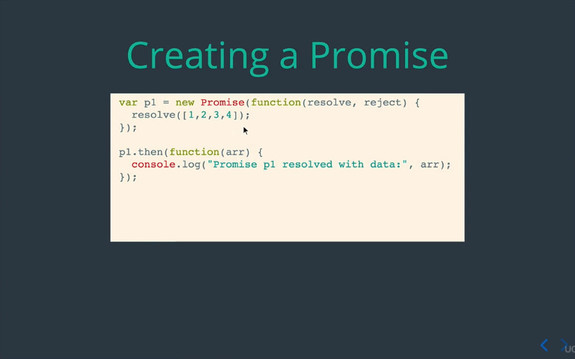 Creating a Promise
var p1 = new Promise(function(resolve, reject) {
  resolve([1,2,3,4]);
});

p1.then(function(arr) {
  console.log("Promise p1 resolved with data:", arr);
});